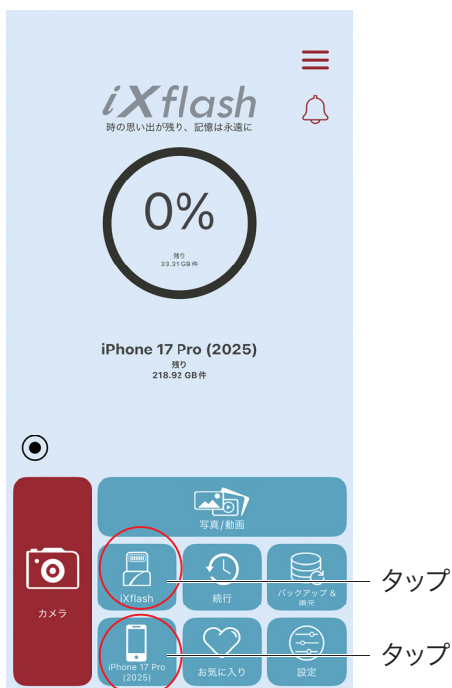 iXflash
時の思い出が残り、記憶は永遠に
0%
残り
33.31 GB 件
iPhone 17 Pro (2025)
残り
218.92 GB 件
写真/動画
カメラ
iXflash
続行
バックアップ &
復元
タップ
iPhone 17 Pro
(2025)
お気に入り
設定
タップ